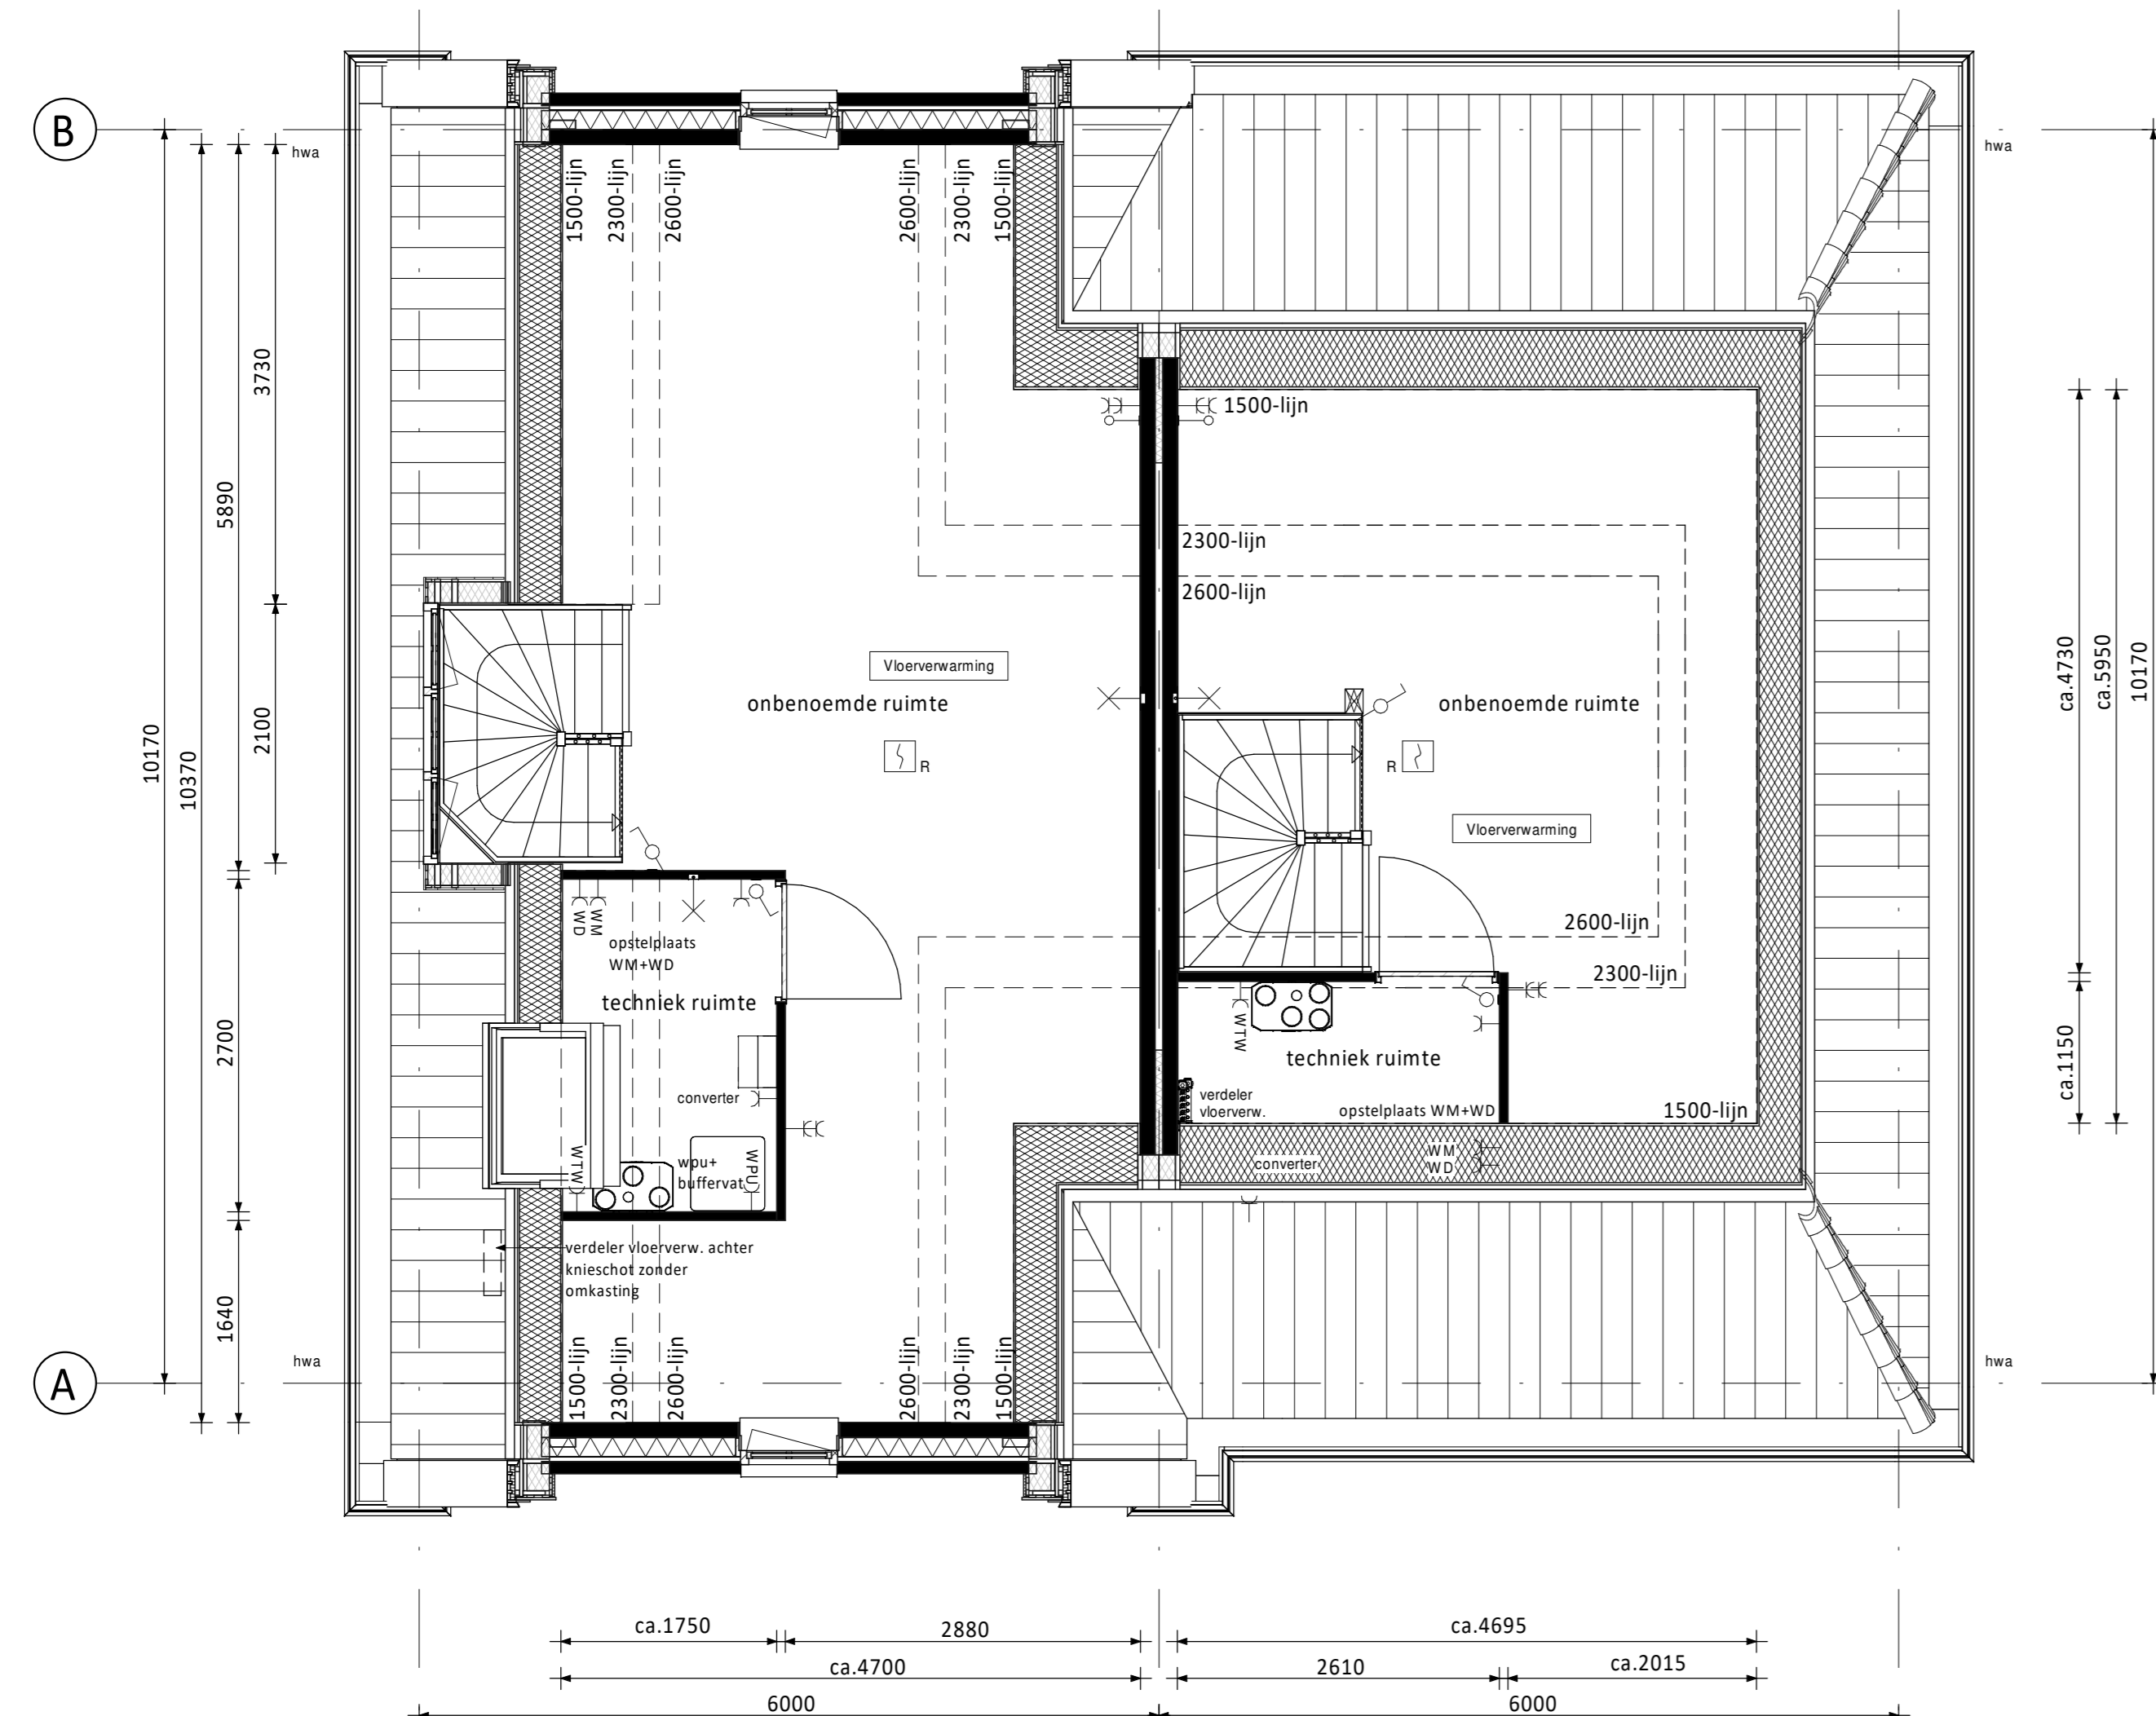 B
hwa
hwa
1500-lijn
2300-lijn
2600-lijn
2600-lijn
2300-lijn
1500-lijn
3730
5890
10170
10370
2100
2700
1640
1500-lijn
2300-lijn
2600-lijn
2600-lijn
Vloerverwarming
onbenoemde ruimte
R
onbenoemde ruimte
R
Vloerverwarming
ca.4730
ca.5950
10170
ca.1150
2600-lijn
2300-lijn
WD
WM
opstelplaats
WM+WD
techniek ruimte
converter
WTW
wpu+
buffervat
WPU
verdeler vloerverw. achter
knieschot zonder
omkasting
WTW
techniek ruimte
verdeler
vloerverw.
opstelplaats WM+WD
1500-lijn
converter
WM
WD
hwa
hwa
A
1500-lijn
2300-lijn
2600-lijn
2600-lijn
2300-lijn
1500-lijn
ca.1750
2880
ca.4695
ca.4700
2610
ca.2015
6000
6000